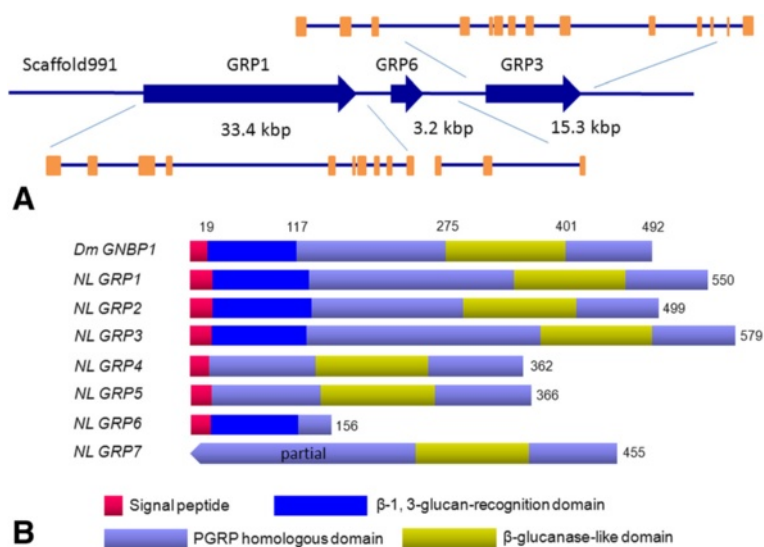 Scaffold991 GRP1 GRP6 GRP3
33.4 kbp 3.2 kbp 15.3 kbp
A
19 117 275 401 492
Dm GNBP1
NL GRP1 550
NL GRP2 499
NL GRP3 579
NL GRP4 362
NL GRP5 366
NL GRP6 156
NL GRP7 partial 455
Signal peptide β-1, 3-glucan-recognition domain
B PGRP homologous domain β-glucanase-like domain